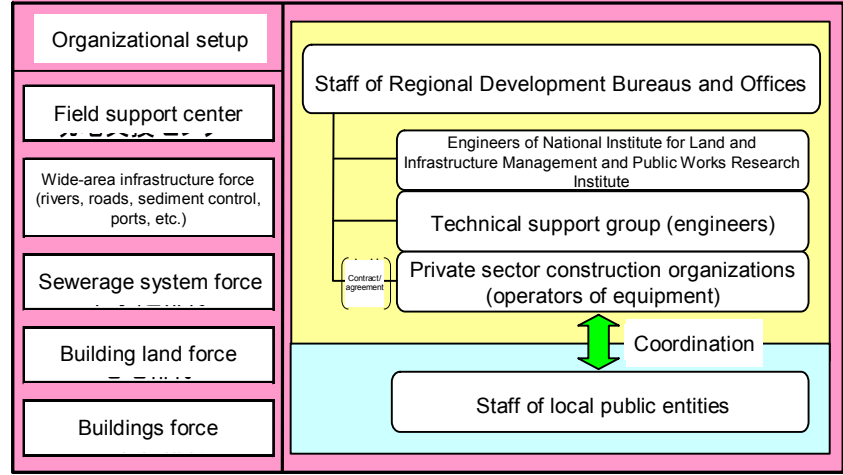 Organizational setup
Field support center
Wide-area infrastructure force
(rivers, roads, sediment control,
ports, etc.)
Sewerage system force
Building land force
Buildings force
Staff of Regional Development Bureaus and Offices
Engineers of National Institute for Land and
Infrastructure Management and Public Works Research
Institute
Technical support group (engineers)
Contract/
agreement
Private sector construction organizations
(operators of equipment)
Coordination
Staff of local public entities